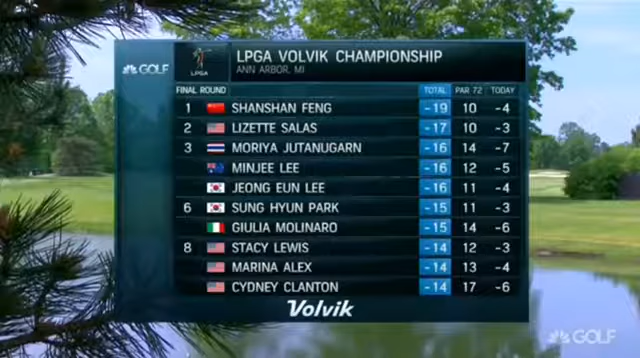 GOLF
LPGA
LPGA VOLVIK CHAMPIONSHIP
ANN ARBOR, MI
FINAL ROUND TOTAL PAR 72 TODAY
1 SHANSHAN FENG -19 10 -4
2 LIZETTE SALAS -17 10 -3
3 MORIYA JUTANUGARN -16 14 -7
MINJEE LEE -16 12 -5
JEONG EUN LEE -16 11 -4
6 SUNG HYUN PARK -15 11 -3
GIULIA MOLINARO -15 14 -6
8 STACY LEWIS -14 12 -3
MARINA ALEX -14 13 -4
CYDNEY CLANTON -14 17 -6
Volvik
GOLF